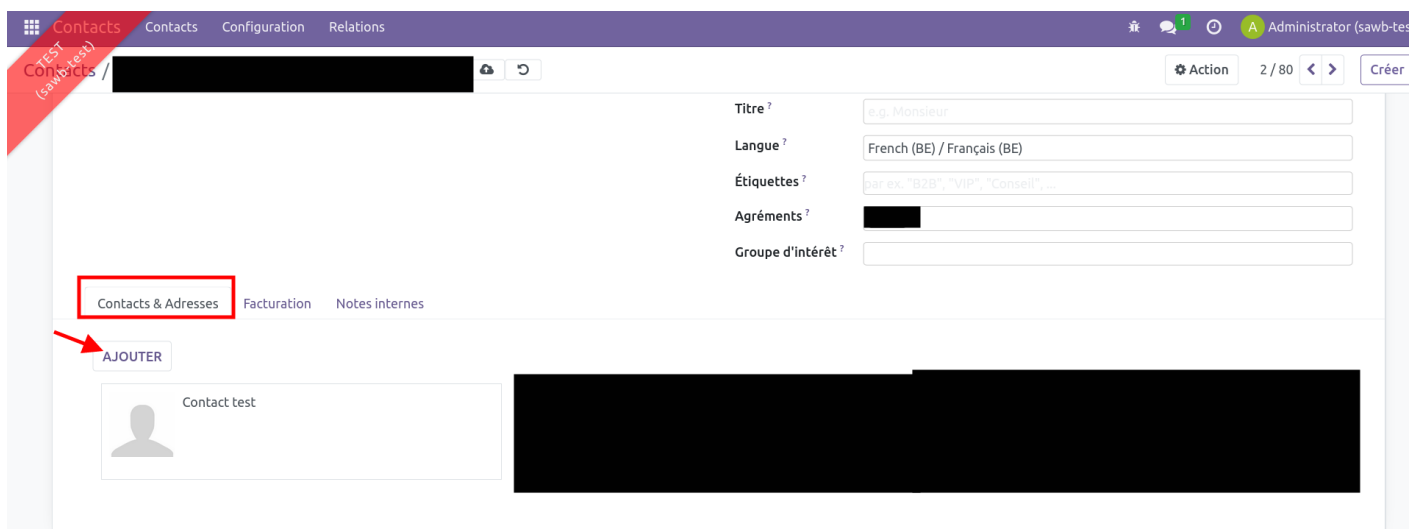 Contacts Contacts Configuration Relations 1 A Administrator (sawb-tes
TEST
(sawb-test)
Contacts / Action 2 / 80 Créer
Titre ? e.g. Monsieur
Langue ? French (BE) / Français (BE)
Étiquettes ? par ex. "B2B", "VIP", "Conseil", ...
Agréments ?
Groupe d'intérêt ?
Contacts & Adresses Facturation Notes internes
AJOUTER
Contact test